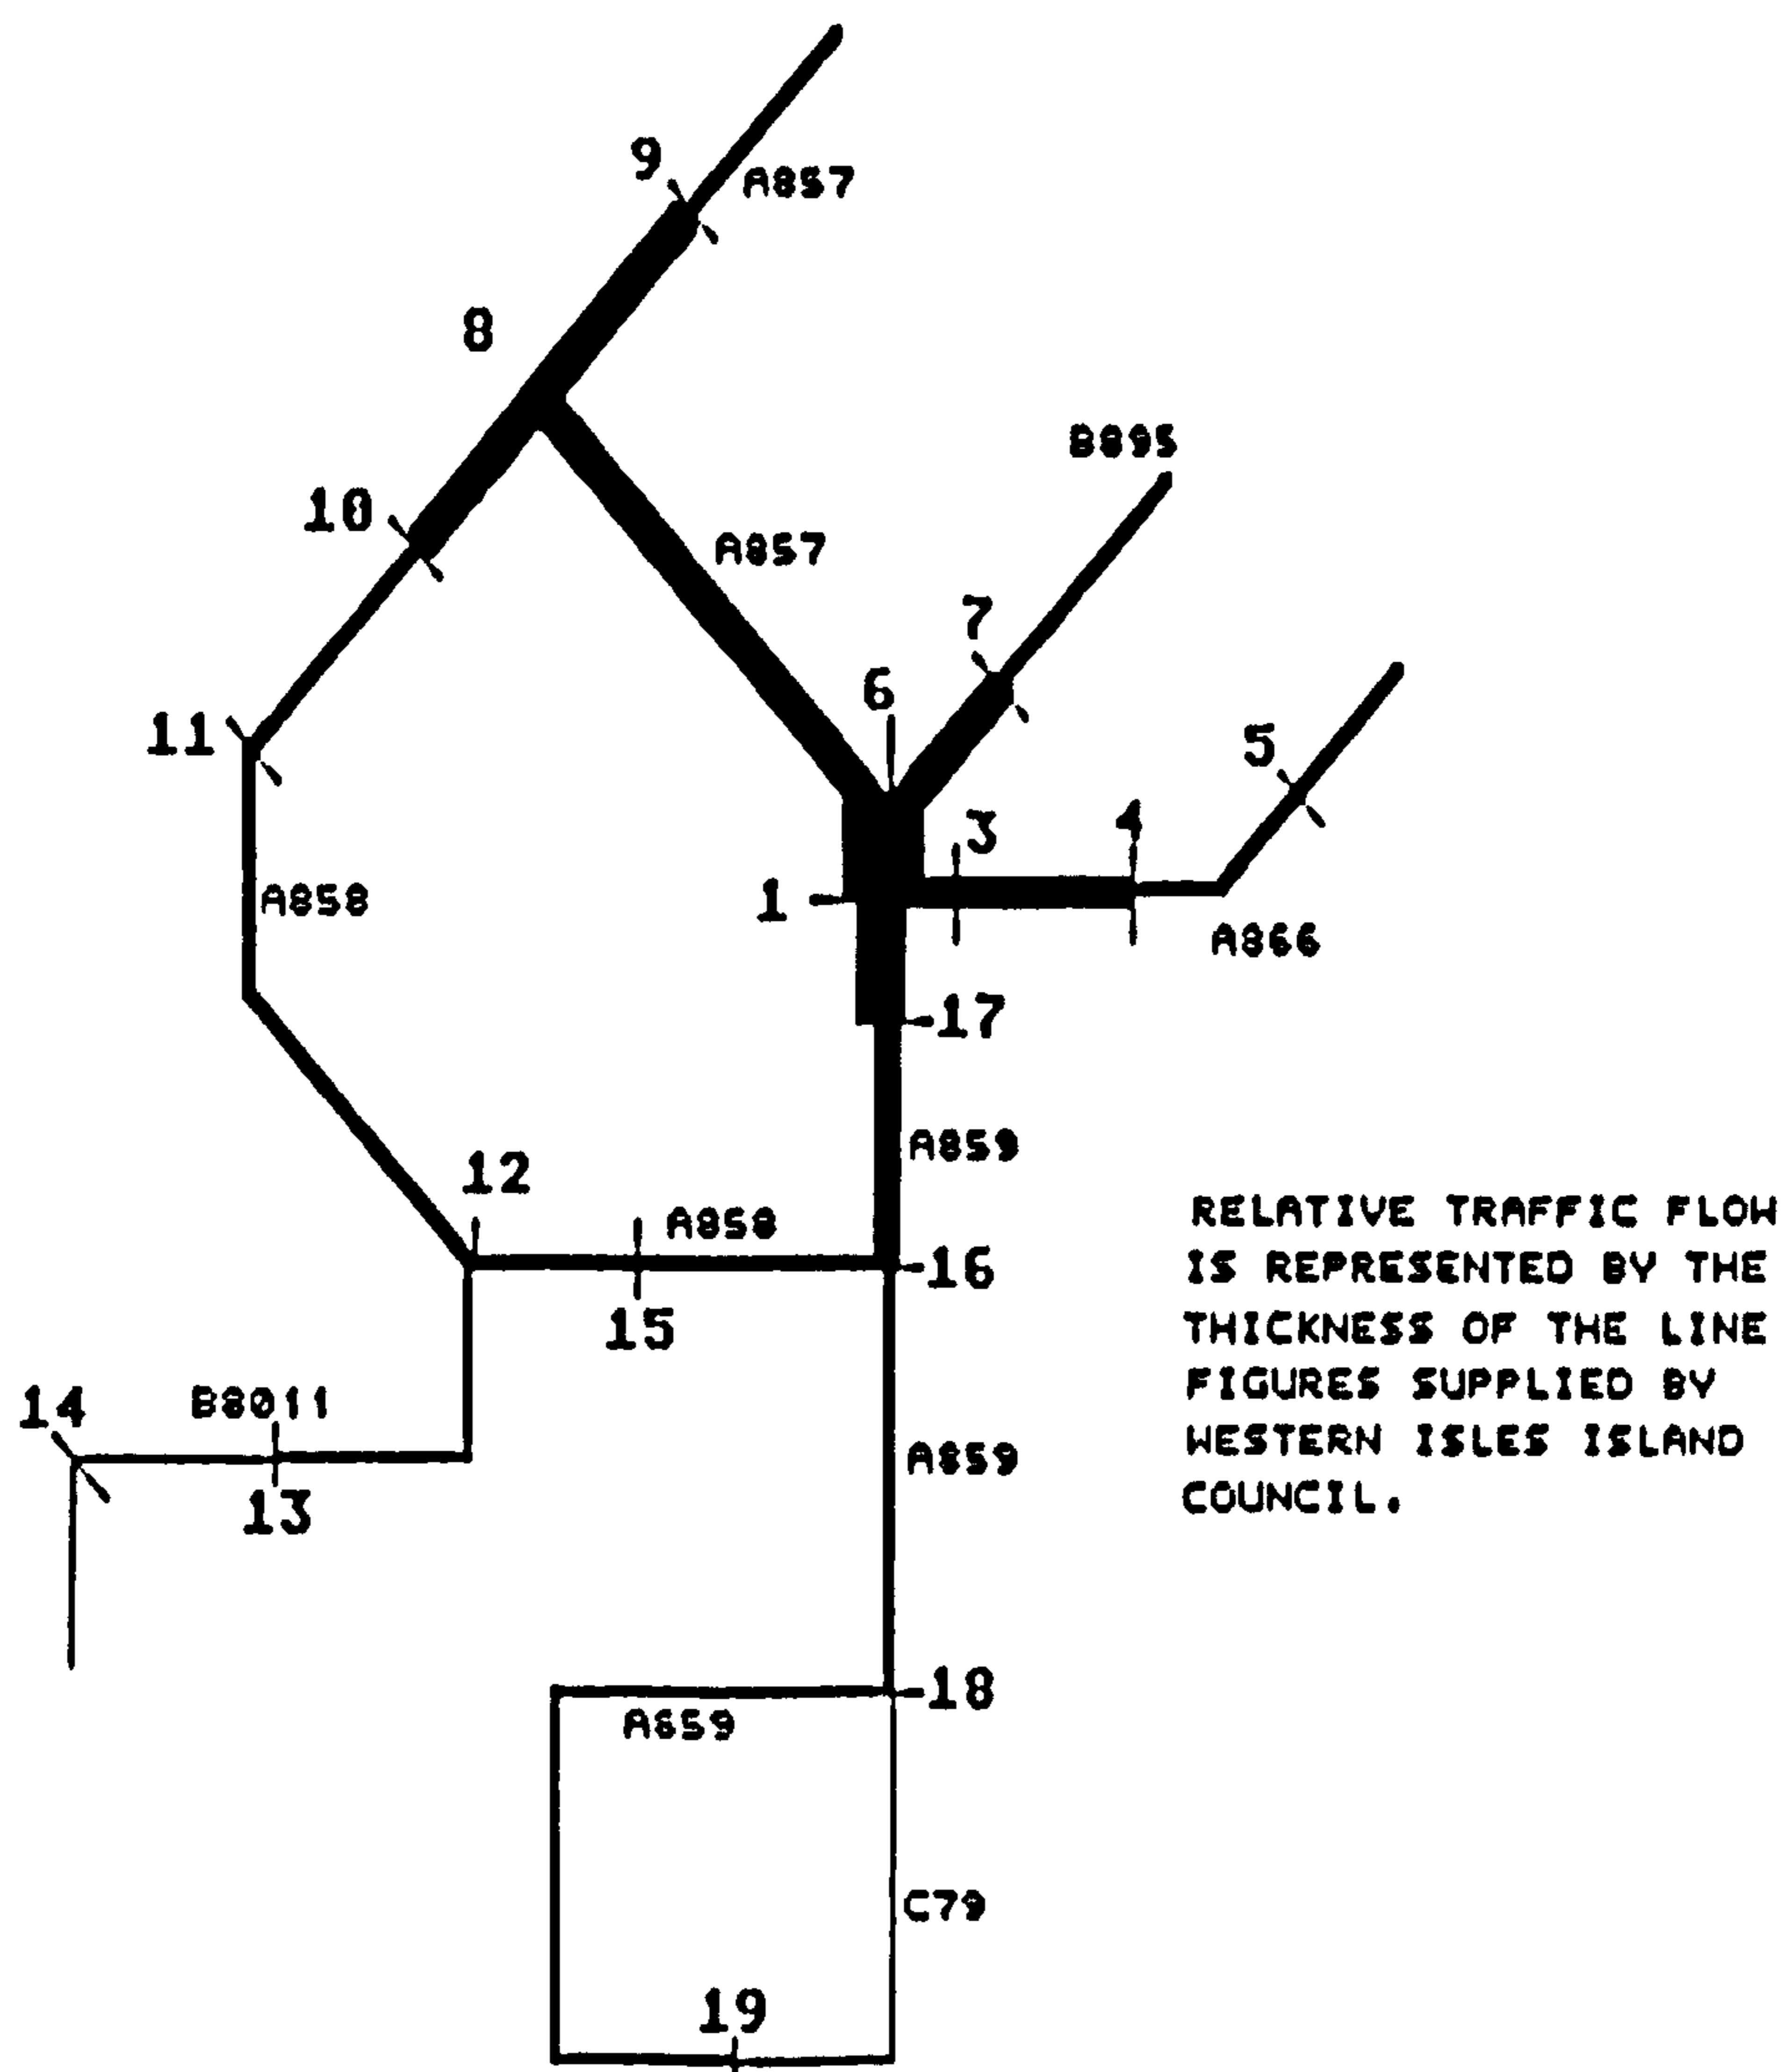 9
A857
8
B895
10
A857
7
6
11
5
3
4
1
A858
A866
17
A859
12
A858
16
15
RELATIVE TRAFFIC FLOW
IS REPRESENTED BY THE
THICKNESS OF THE LINE
FIGURES SUPPLIED BY
WESTERN ISLES ISLAND
COUNCIL.
14
B8011
A859
13
18
A859
C79
19